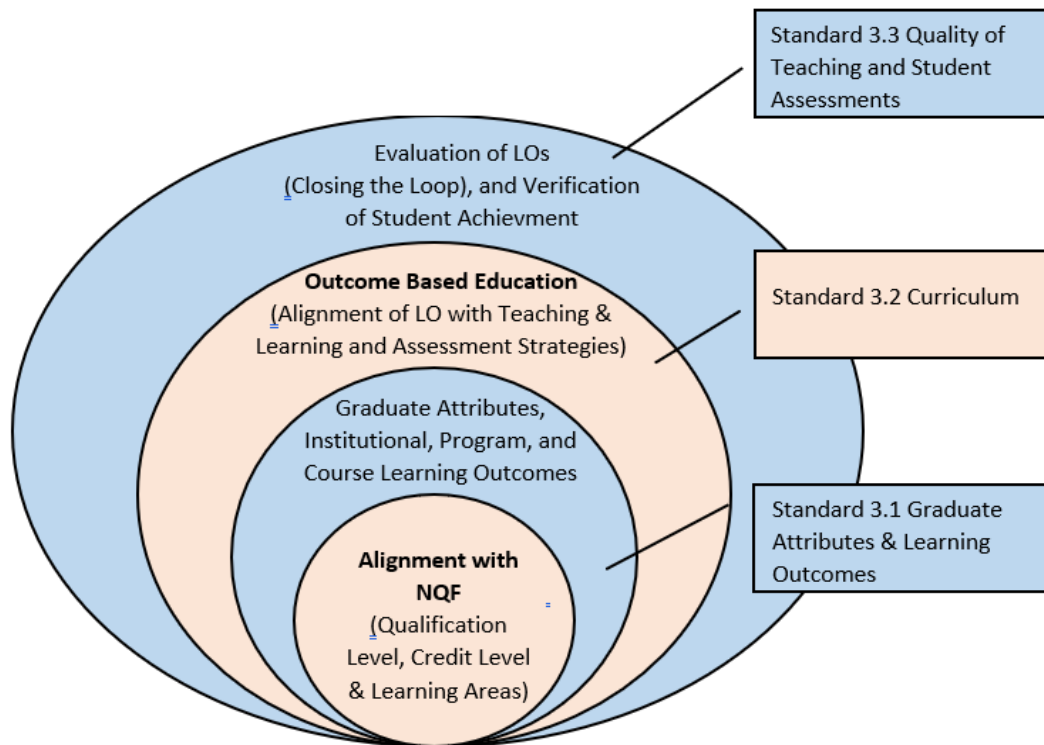 Standard 3.3 Quality of
Teaching and Student
Assessments
Evaluation of LOs
(Closing the Loop), and Verification
of Student Achievment
Outcome Based Education
(Alignment of LO with Teaching &
Learning and Assessment Strategies)
Standard 3.2 Curriculum
Graduate Attributes,
Institutional, Program, and
Course Learning Outcomes
Standard 3.1 Graduate
Attributes & Learning
Outcomes
Alignment with
NQF
(Qualification
Level, Credit Level
& Learning Areas)